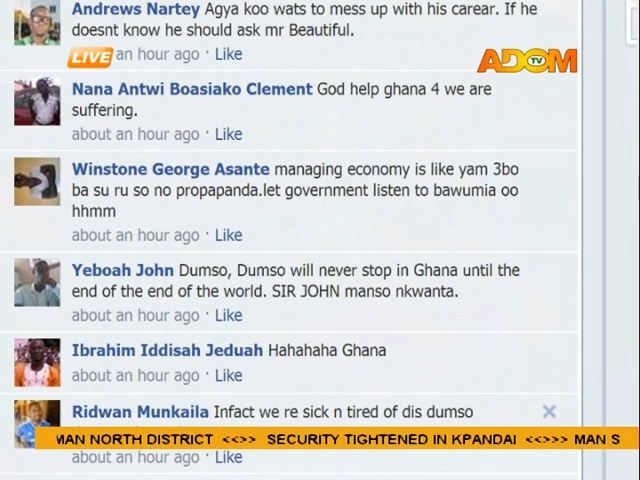 Andrews Nartey Agya koo wats to mess up with his carear. If he
doesnt know he should ask mr Beautiful.
LIVE an hour ago · Like
ADOM TV
Nana Antwi Boasiako Clement God help ghana 4 we are
suffering.
about an hour ago · Like
Winstone George Asante managing economy is like yam 3bo
ba su ru so no propapanda.let government listen to bawumia oo
hhmm
about an hour ago · Like
Yeboah John Dumso, Dumso will never stop in Ghana until the
end of the end of the world. SIR JOHN manso nkwanta.
about an hour ago · Like
Ibrahim Iddisah Jeduah Hahahaha Ghana
about an hour ago · Like
Ridwan Munkaila Infact we re sick n tired of dis dumso
MAN NORTH DISTRICT <<>> SECURITY TIGHTENED IN KPANDAI <<>>> MAN S
about an hour ago · Like